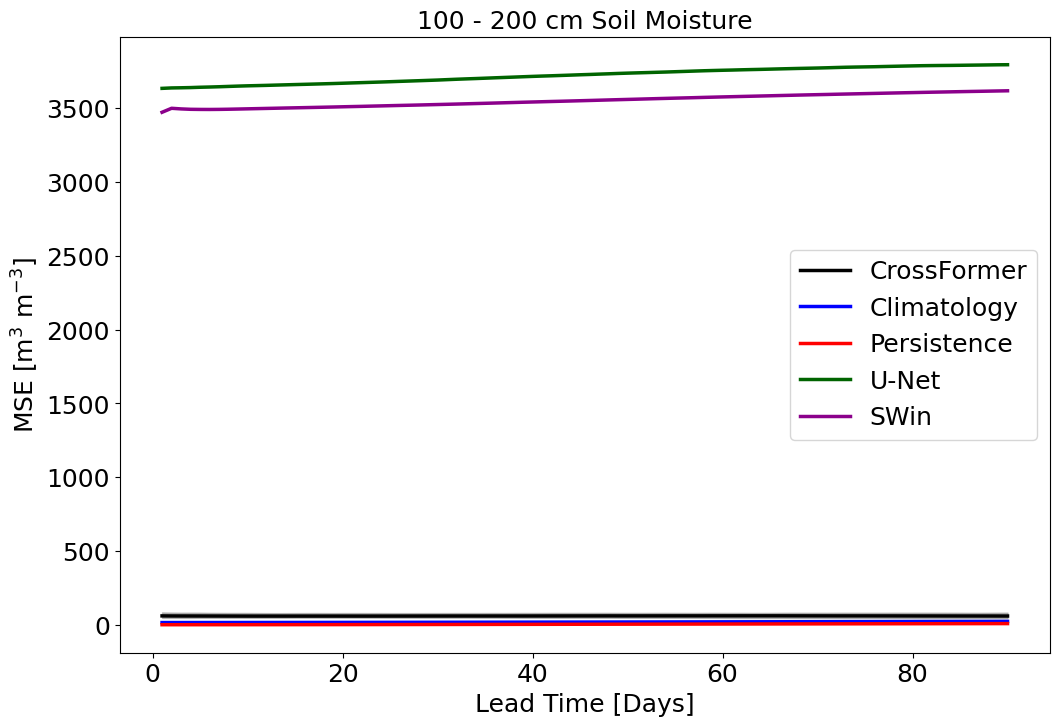 100 - 200 cm Soil Moisture
MSE [m³ m⁻³]
3500
3000
2500
2000
1500
1000
500
0
CrossFormer
Climatology
Persistence
U-Net
SWin
0 20 40 60 80
Lead Time [Days]